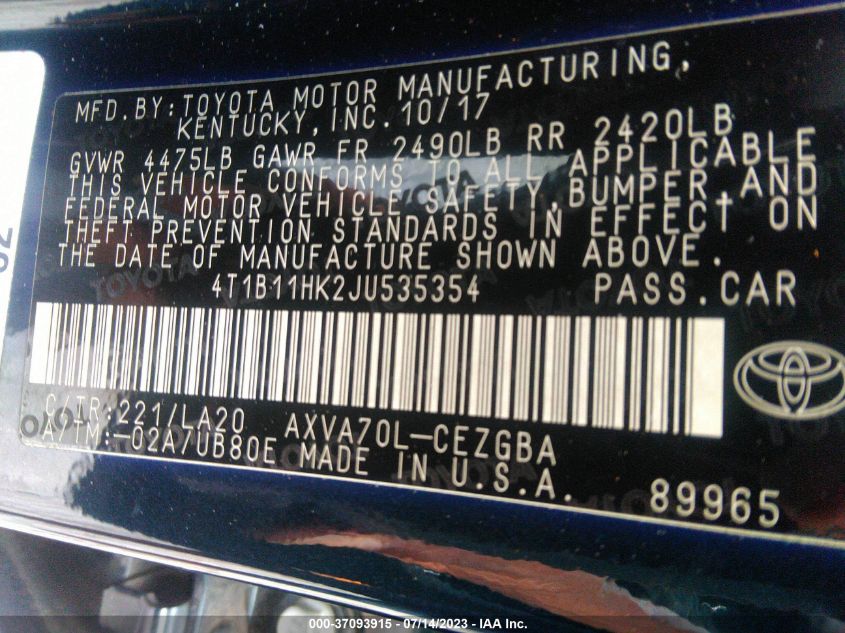 MFD.BY:TOYOTA MOTOR MANUFACTURING,
KENTUCKY,INC.10/17
GVWR 4475LB GAWR FR 2490LB RR 2420LB
THIS VEHICLE CONFORMS TO ALL APPLICABLE
FEDERAL MOTOR VEHICLE SAFETY,BUMPER,AND
THEFT PREVENTION STANDARDS IN EFFECT ON
THE DATE OF MANUFACTURE SHOWN ABOVE.
4T1B11HK2JU535354 PASS.CAR
C/TR:221/LA20 AXVA70L-CEZGBA
A/TM:-02A/UB80E MADE IN U.S.A. 89965
000-37093915 - 07/14/2023 - IAA Inc.